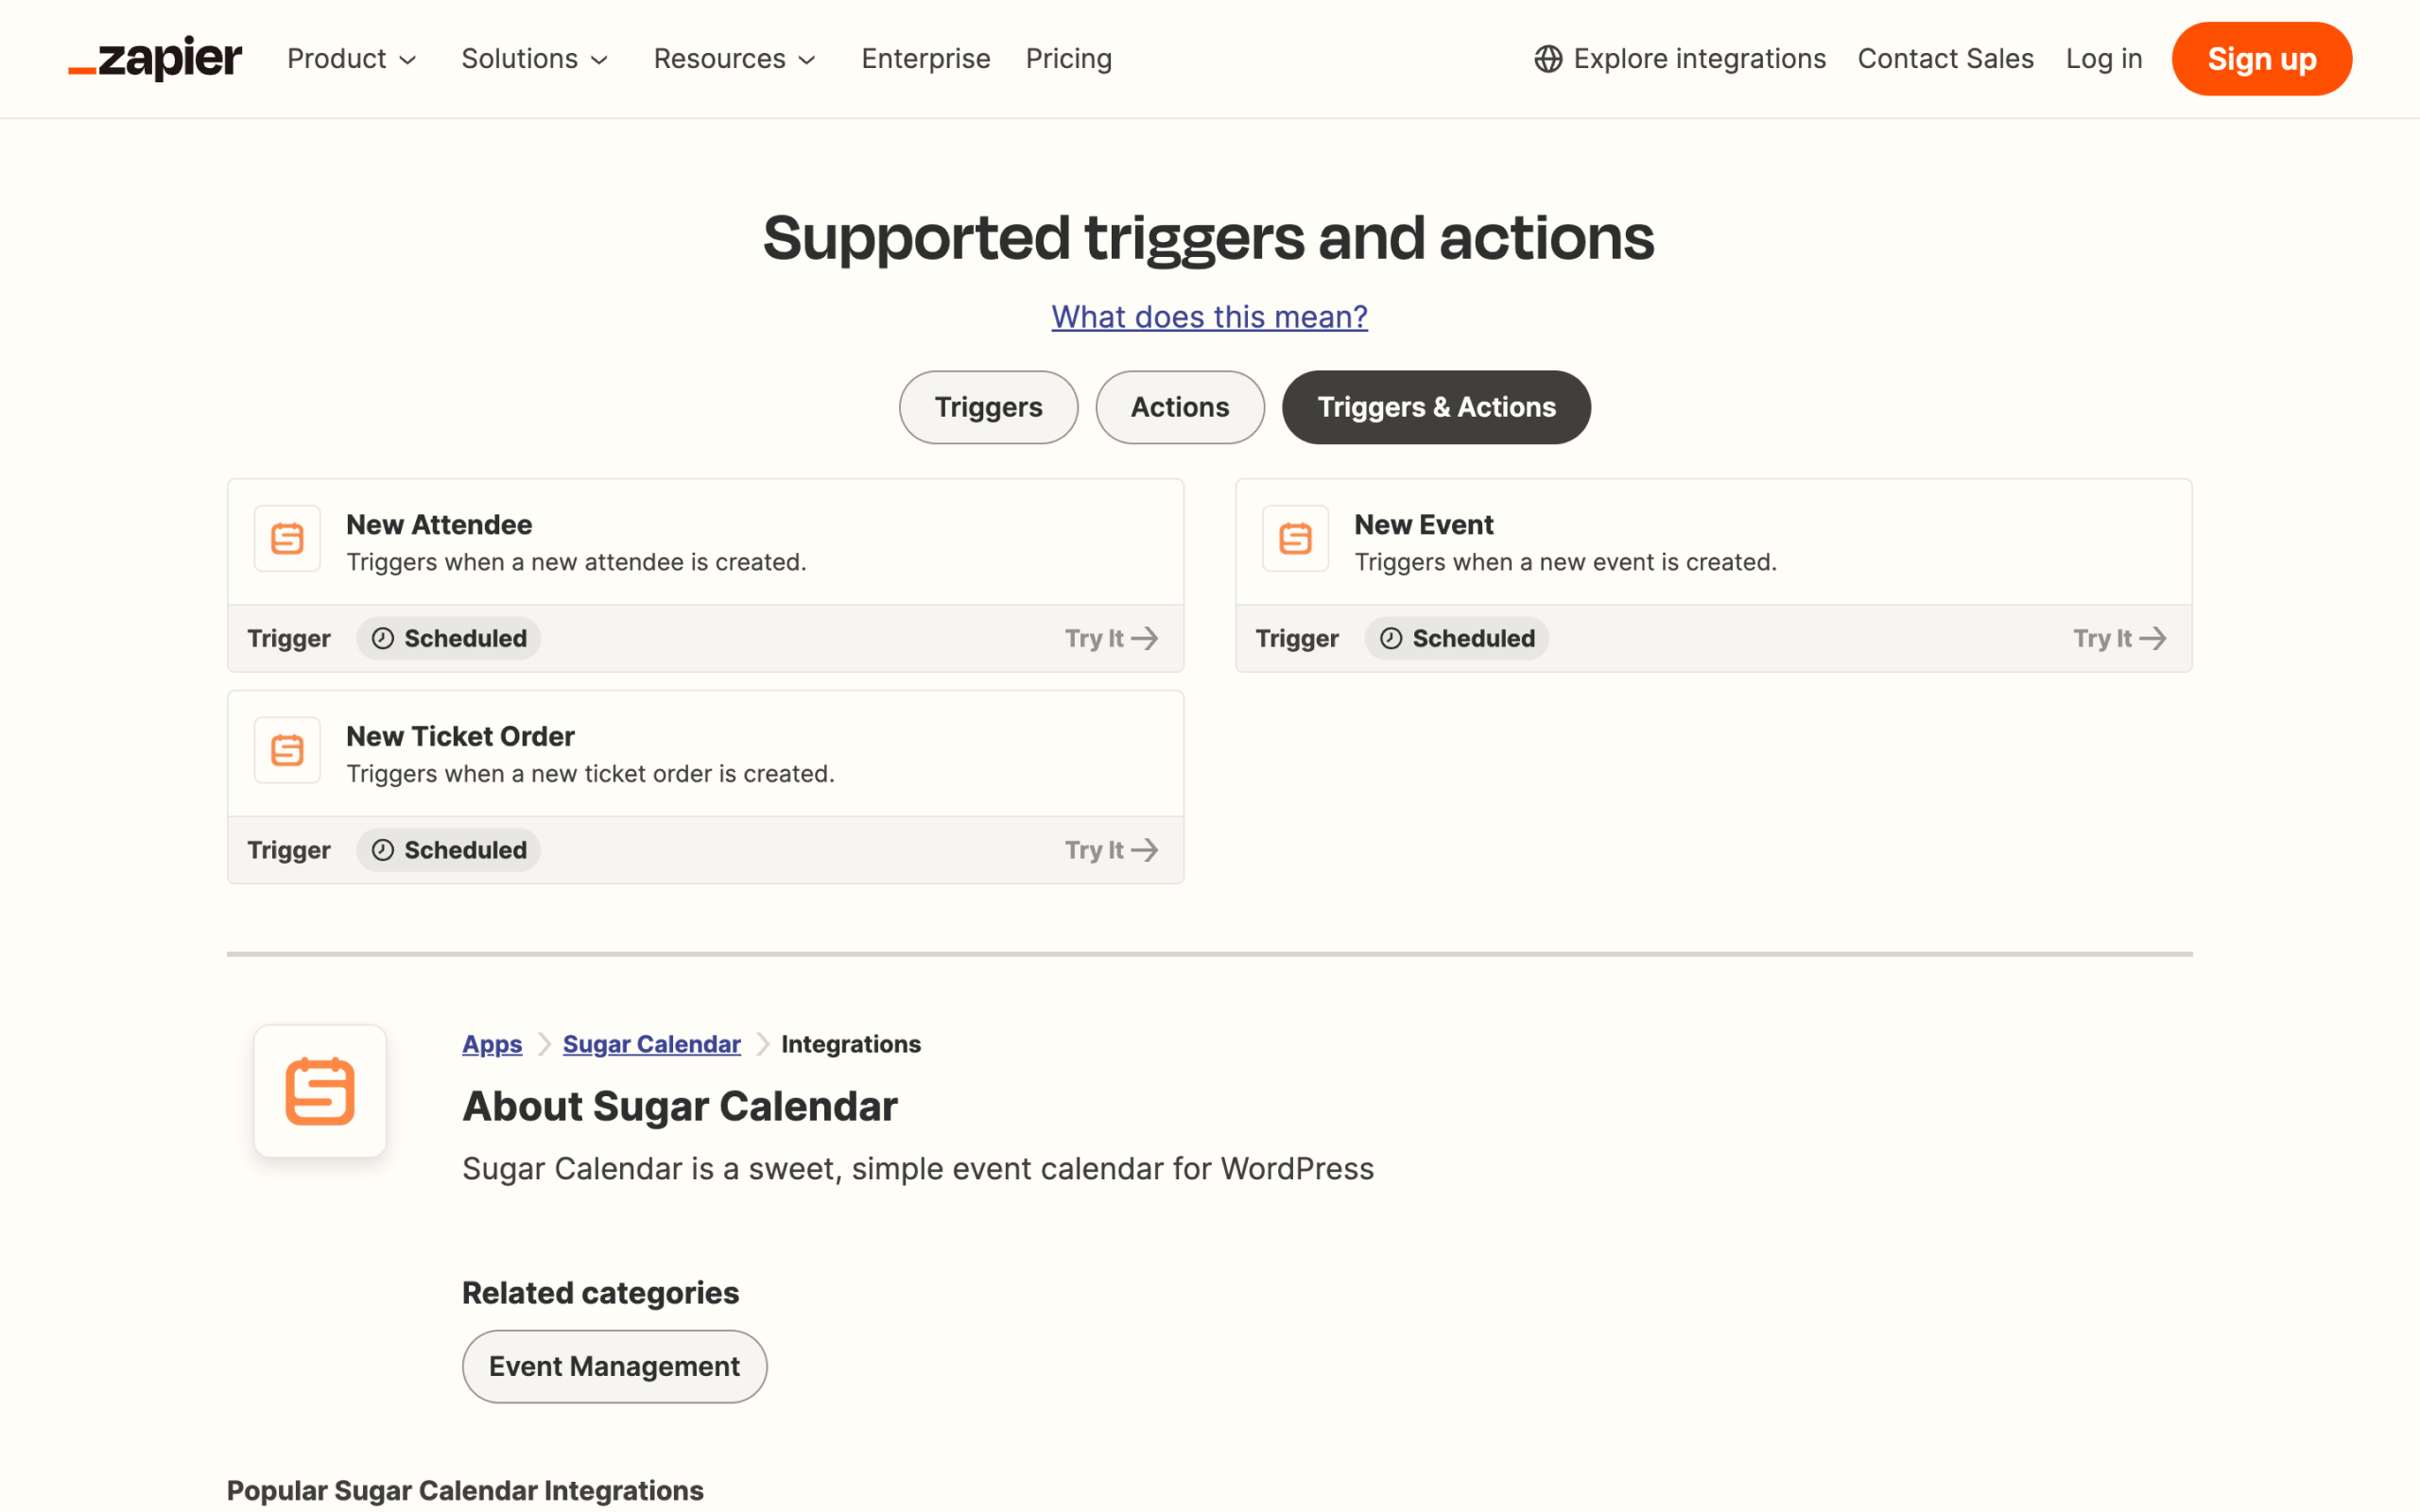 zapier Product Solutions Resources Enterprise Pricing Explore integrations Contact Sales Log in Sign up
Supported triggers and actions
What does this mean?
Triggers Actions Triggers & Actions
New Attendee
Triggers when a new attendee is created.
Trigger Scheduled Try It
New Event
Triggers when a new event is created.
Trigger Scheduled Try It
New Ticket Order
Triggers when a new ticket order is created.
Trigger Scheduled Try It
Apps Sugar Calendar Integrations
About Sugar Calendar
Sugar Calendar is a sweet, simple event calendar for WordPress
Related categories
Event Management
Popular Sugar Calendar Integrations